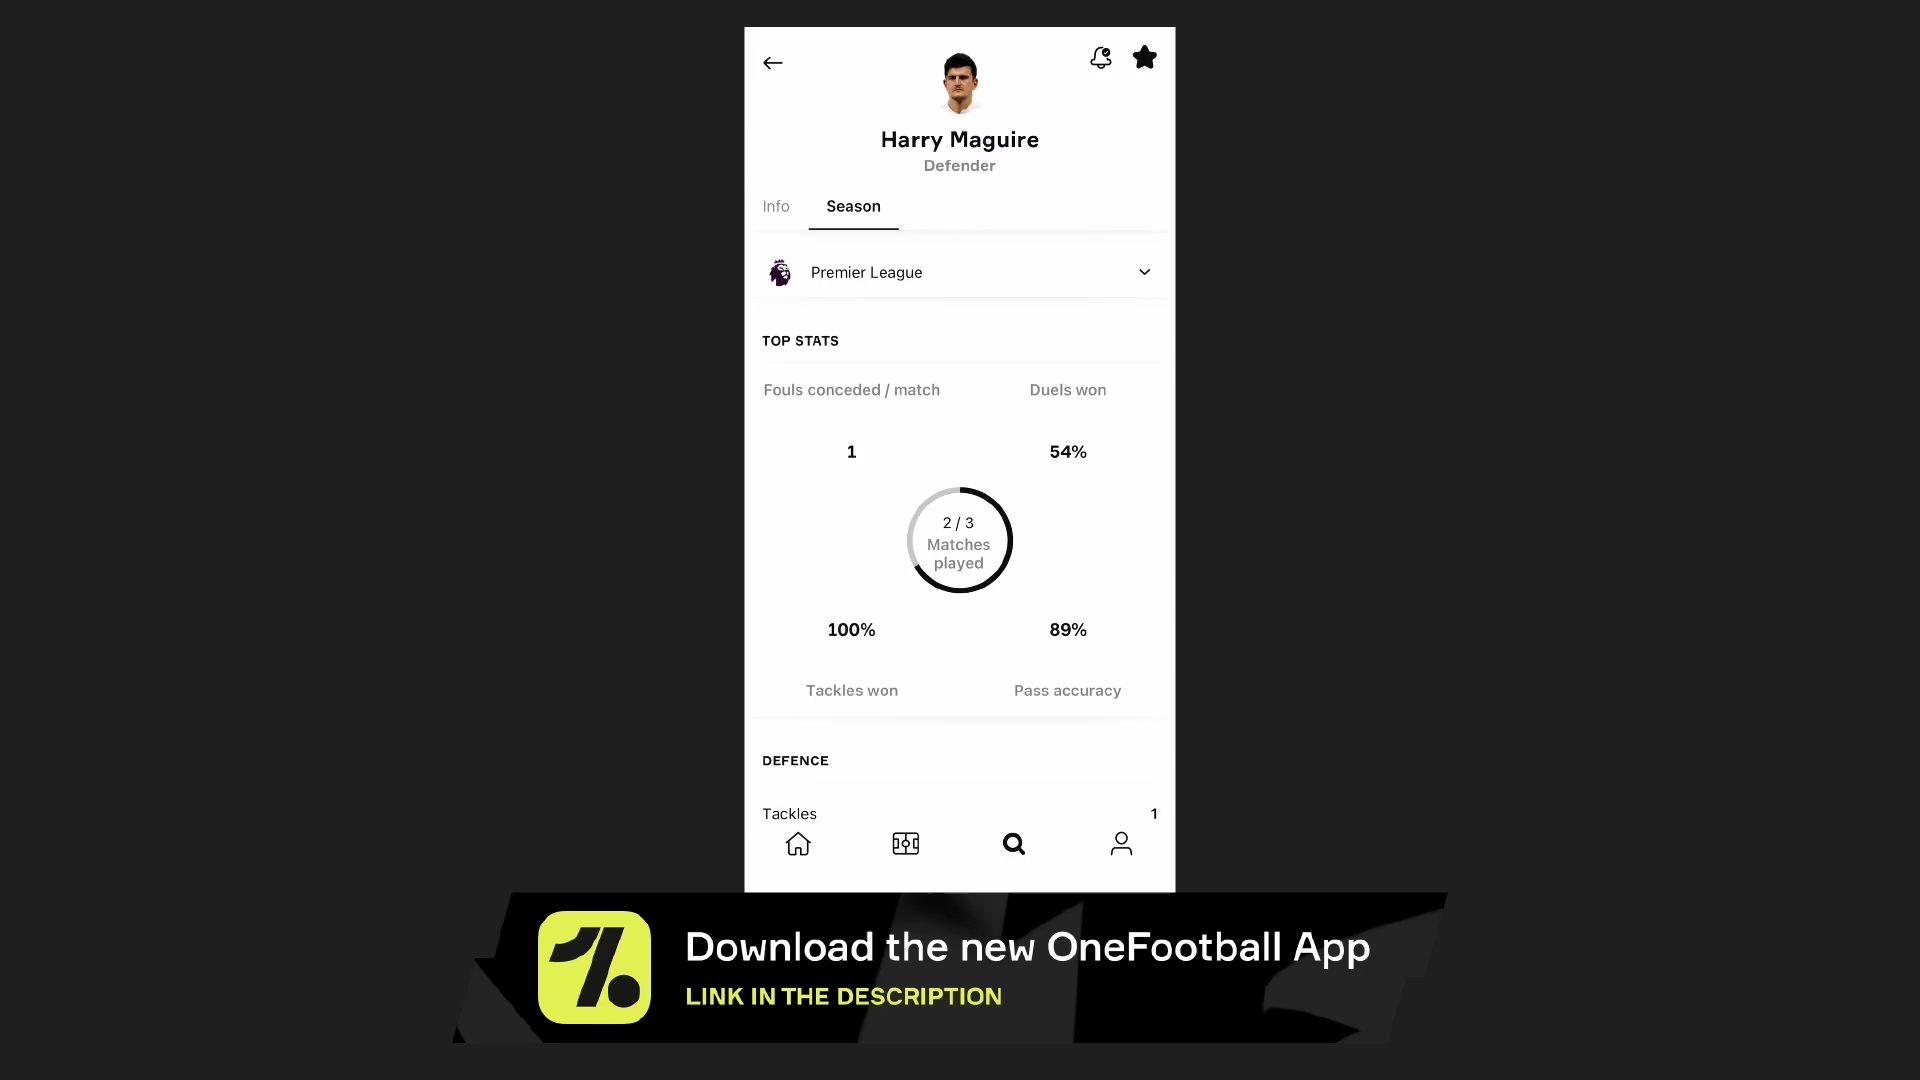 Harry Maguire
Defender
Info Season
Premier League
TOP STATS
Fouls conceded / match Duels won
1 54%
2 / 3
Matches
played
100% 89%
Tackles won Pass accuracy
DEFENCE
Tackles 1
Download the new OneFootball App
LINK IN THE DESCRIPTION